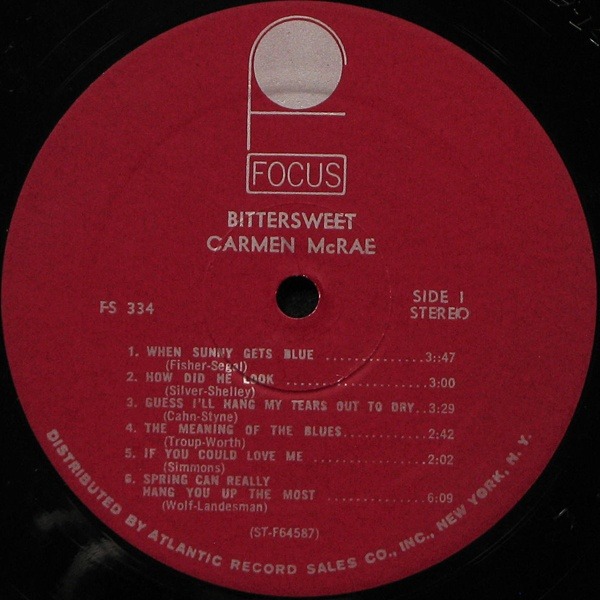 FOCUS
BITTERSWEET
CARMEN McRAE
FS 334
SIDE 1
STEREO
1. WHEN SUNNY GETS BLUE ..............3::47
(Fisher-Segal)
2. HOW DID HE LOOK ....................3:00
(Silver-Shelley)
3. GUESS I'LL HANG MY TEARS OUT TO DRY..3:29
(Cahn-Styne)
4. THE MEANING OF THE BLUES...........2:42
(Troup-Worth)
5. IF YOU COULD LOVE ME ..............2:02
(Simmons)
6. SPRING CAN REALLY
HANG YOU UP THE MOST ..............6:09
(Wolf-Landesman)
(ST-F64587)
DISTRIBUTED BY ATLANTIC RECORD SALES CO., INC., NEW YORK, N. Y.